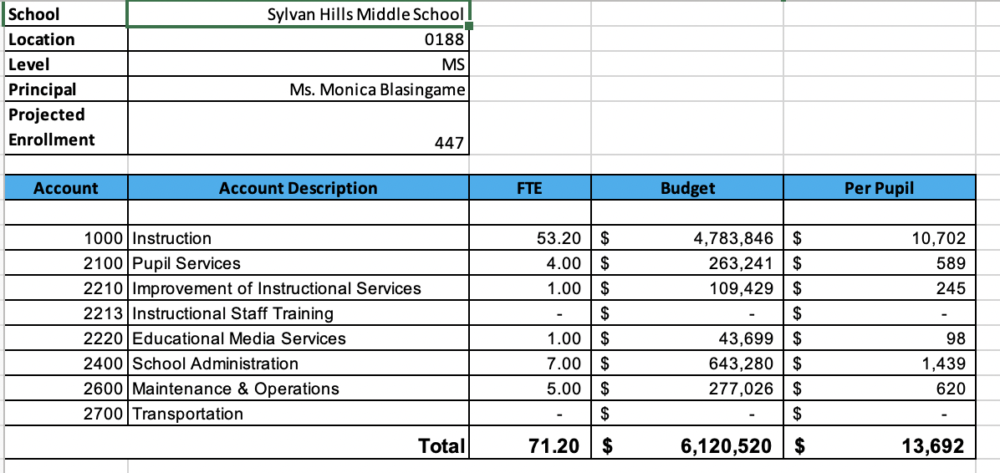 School Sylvan Hills Middle School
Location 0188
Level MS
Principal Ms. Monica Blasingame
Projected
Enrollment 447
Account Account Description FTE Budget Per Pupil
1000 Instruction 53.20 $ 4,783,846 $ 10,702
2100 Pupil Services 4.00 $ 263,241 $ 589
2210 Improvement of Instructional Services 1.00 $ 109,429 $ 245
2213 Instructional Staff Training - $ - $ -
2220 Educational Media Services 1.00 $ 43,699 $ 98
2400 School Administration 7.00 $ 643,280 $ 1,439
2600 Maintenance & Operations 5.00 $ 277,026 $ 620
2700 Transportation - $ - $ -
Total 71.20 $ 6,120,520 $ 13,692